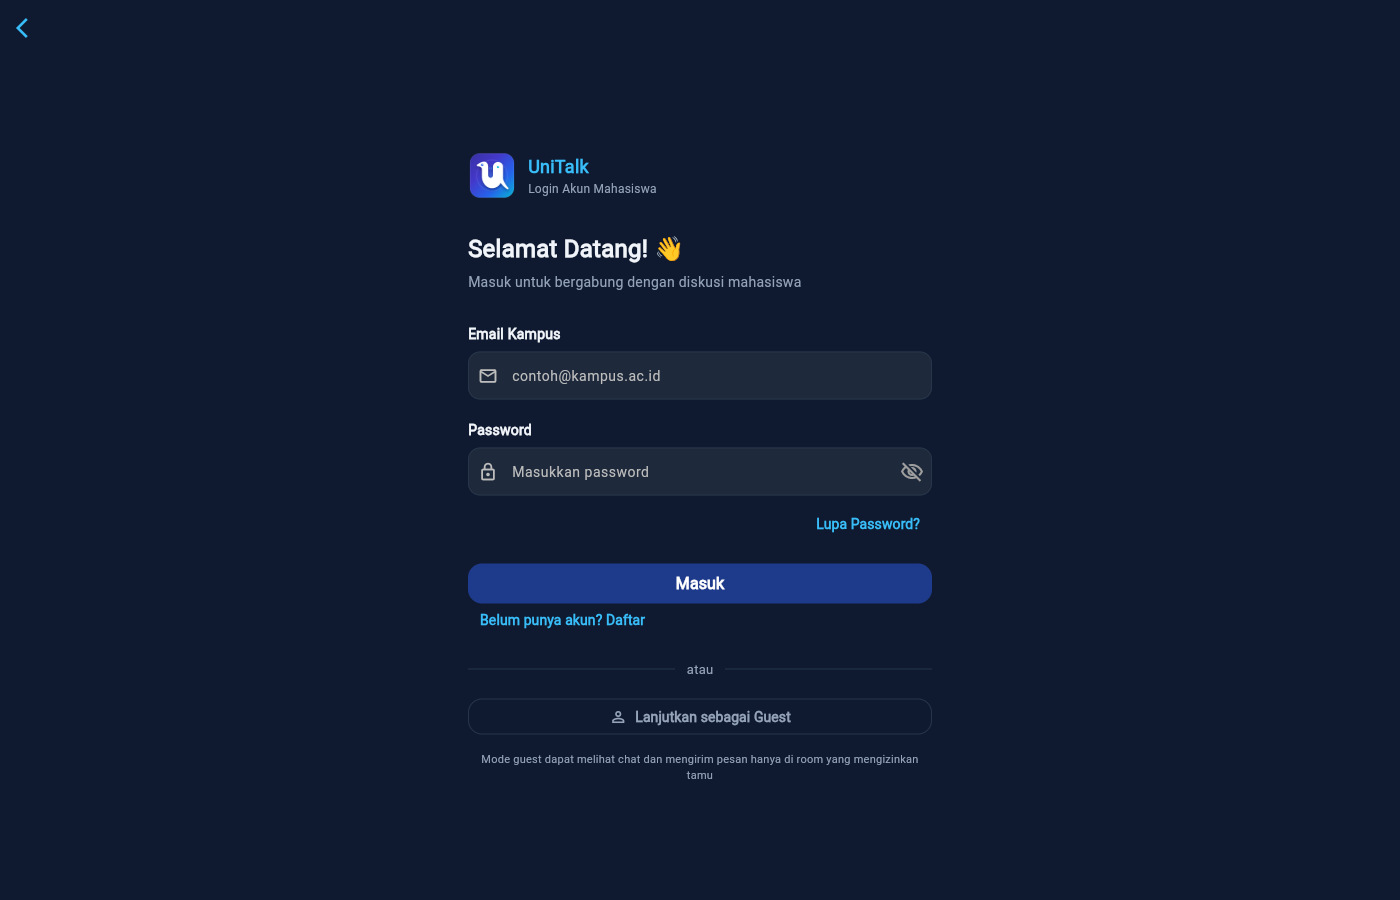 UniTalk
Login Akun Mahasiswa
Selamat Datang! 👋
Masuk untuk bergabung dengan diskusi mahasiswa
Email Kampus
contoh@kampus.ac.id
Password
Masukkan password
Lupa Password?
Masuk
Belum punya akun? Daftar
atau
Lanjutkan sebagai Guest
Mode guest dapat melihat chat dan mengirim pesan hanya di room yang mengizinkan
tamu